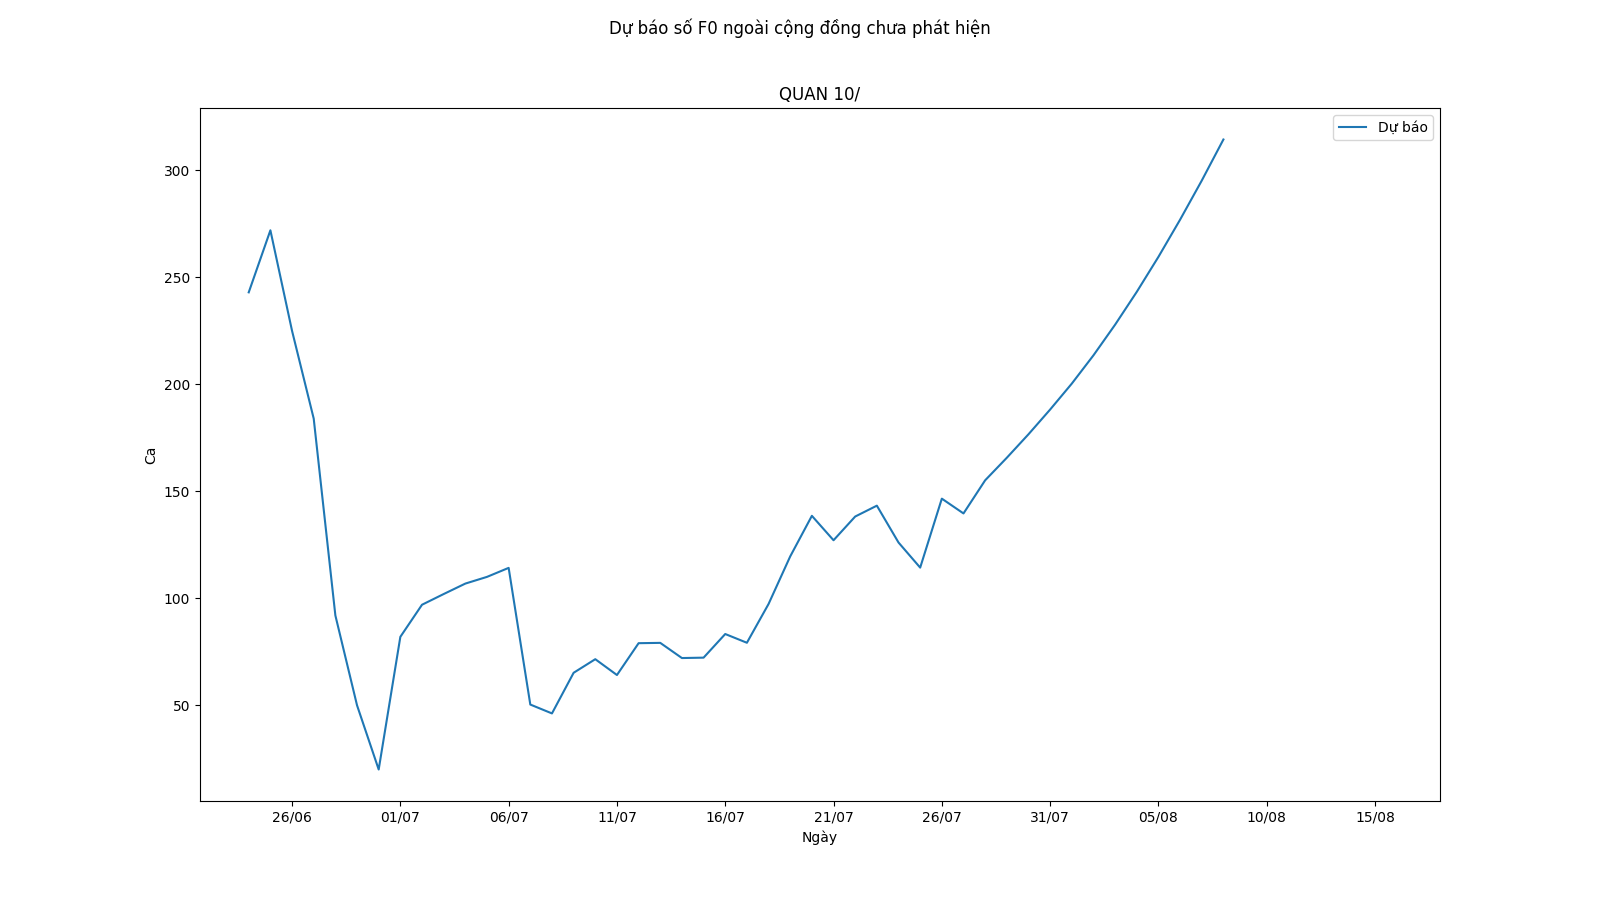 Dự báo số F0 ngoài cộng đồng chưa phát hiện
QUAN 10/
Dự báo
300
250
200
150
100
50
Ca
26/06 01/07 06/07 11/07 16/07 21/07 26/07 31/07 05/08 10/08 15/08
Ngày